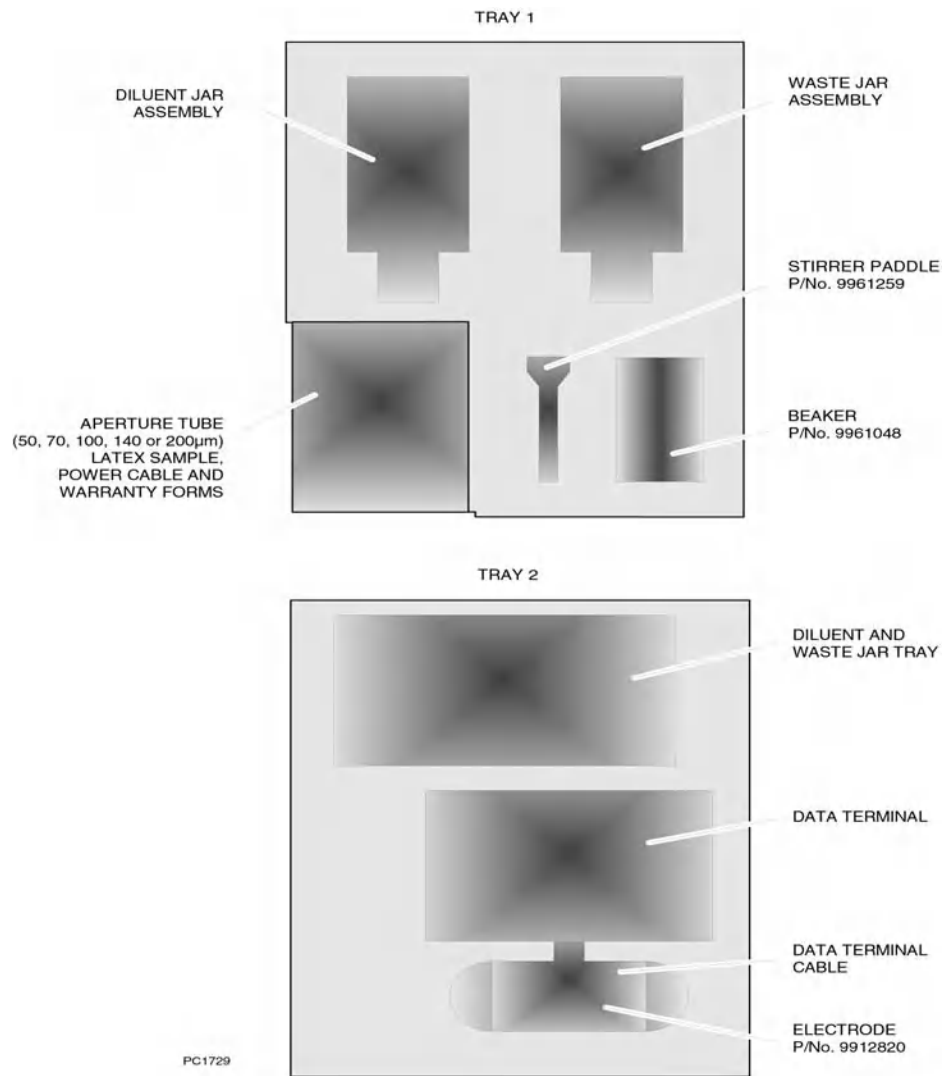 TRAY 1
DILUENT JAR
ASSEMBLY
WASTE JAR
ASSEMBLY
STIRRER PADDLE
P/No. 9961259
APERTURE TUBE
(50, 70, 100, 140 or 200µm)
LATEX SAMPLE,
POWER CABLE AND
WARRANTY FORMS
BEAKER
P/No. 9961048
TRAY 2
DILUENT AND
WASTE JAR TRAY
DATA TERMINAL
DATA TERMINAL
CABLE
ELECTRODE
P/No. 9912820
PC1729